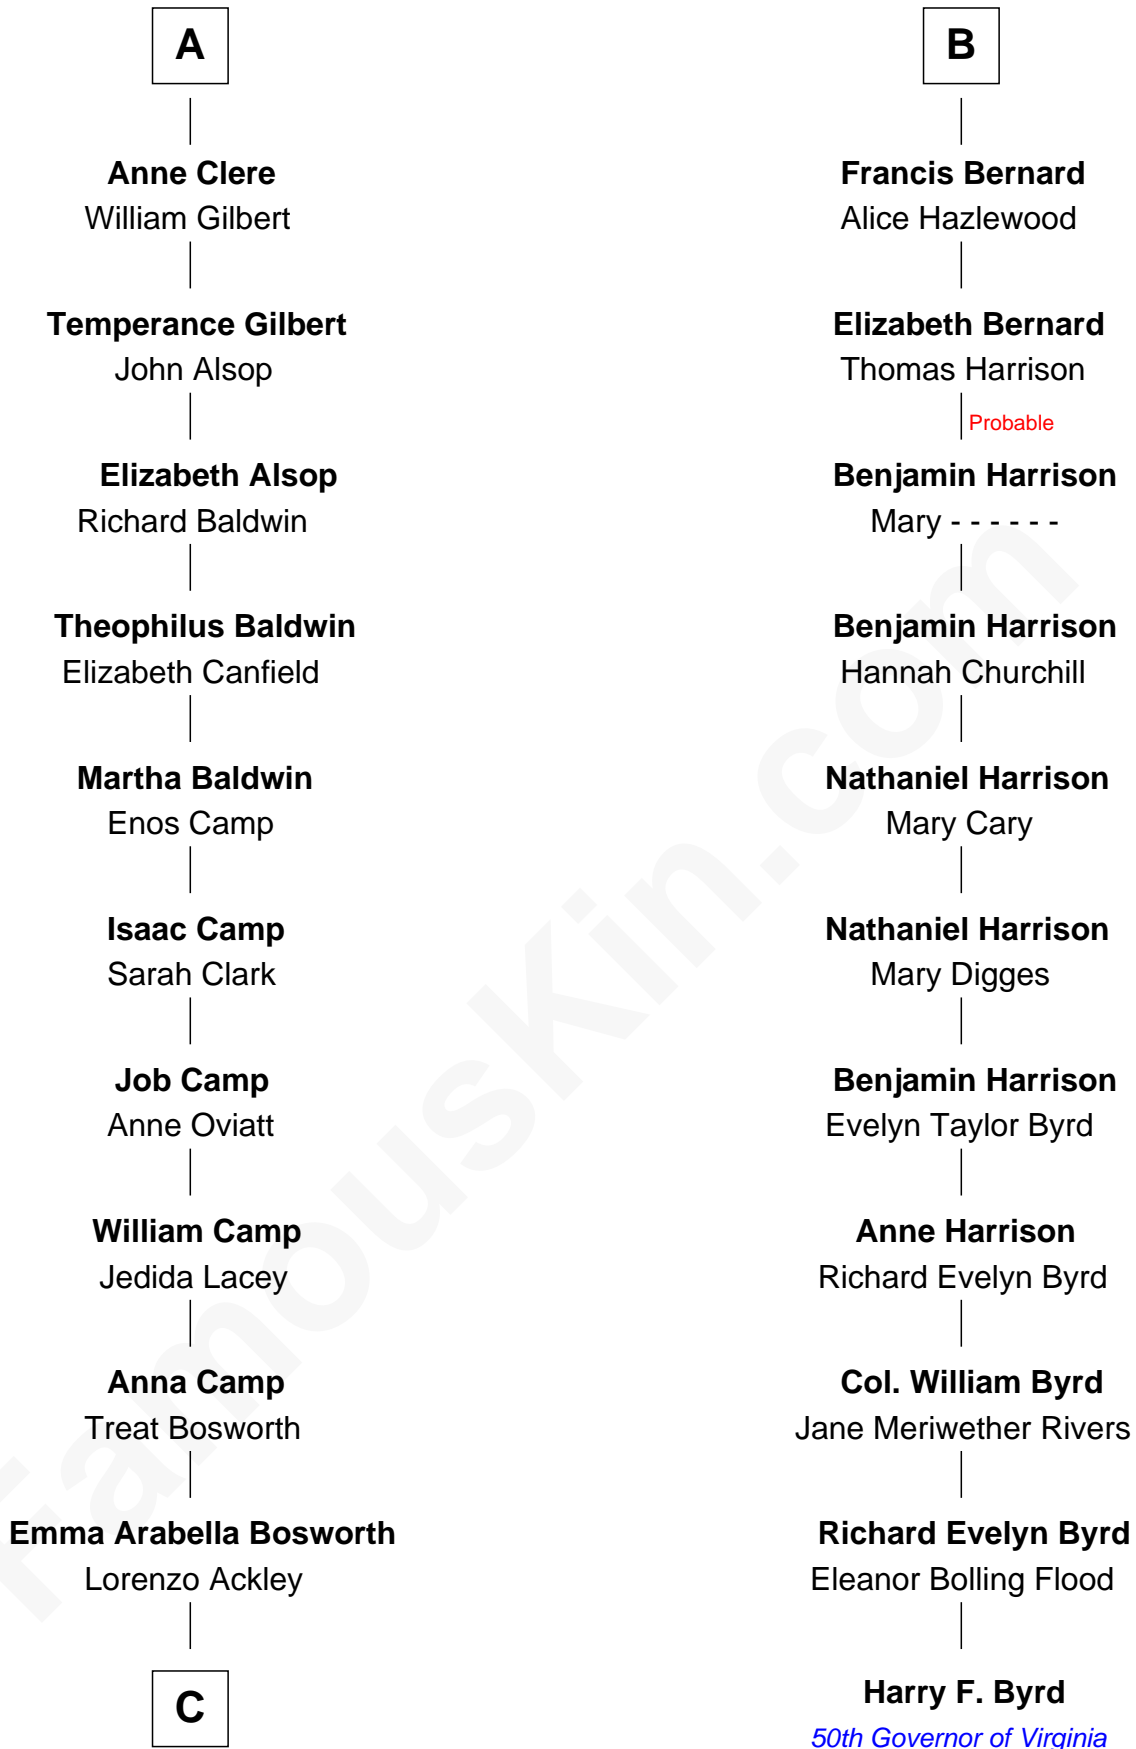 A
Anne Clere
William Gilbert
Temperance Gilbert
John Alsop
Elizabeth Alsop
Richard Baldwin
Theophilus Baldwin
Elizabeth Canfield
Martha Baldwin
Enos Camp
Isaac Camp
Sarah Clark
Job Camp
Anne Oviatt
William Camp
Jedida Lacey
Anna Camp
Treat Bosworth
Emma Arabella Bosworth
Lorenzo Ackley
C
B
Francis Bernard
Alice Hazlewood
Elizabeth Bernard
Thomas Harrison
Probable
Benjamin Harrison
Mary - - - - - -
Benjamin Harrison
Hannah Churchill
Nathaniel Harrison
Mary Cary
Nathaniel Harrison
Mary Digges
Benjamin Harrison
Evelyn Taylor Byrd
Anne Harrison
Richard Evelyn Byrd
Col. William Byrd
Jane Meriwether Rivers
Richard Evelyn Byrd
Eleanor Bolling Flood
Harry F. Byrd
50th Governor of Virginia
FamousKin.com